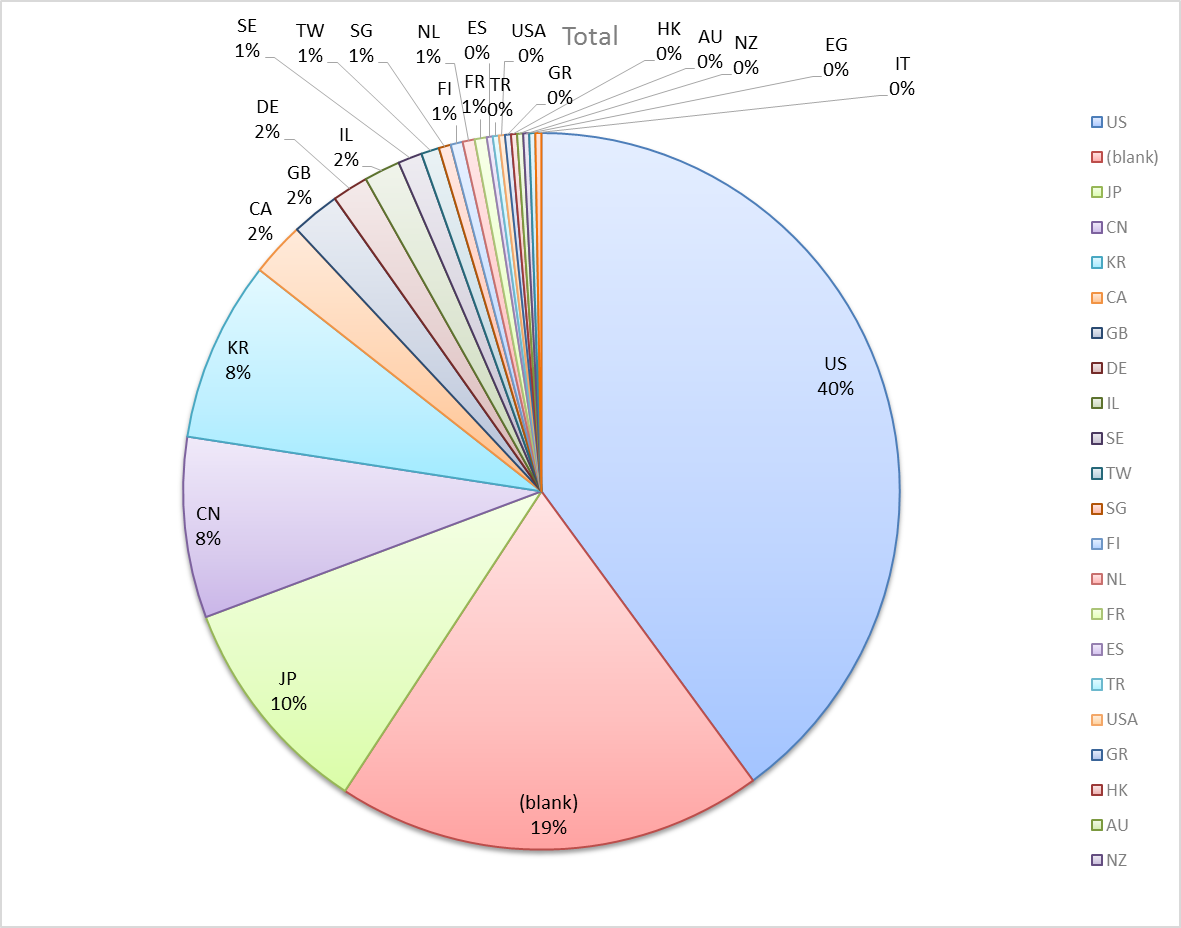 Total
SE
1%
TW
1%
SG
1%
NL
1%
ES
0%
USA
0%
HK
0%
AU
0%
NZ
0%
EG
0%
IT
0%
DE
2%
IL
2%
FI
1%
FR
1%
TR
0%
GR
0%
GB
2%
CA
2%
KR
8%
US
40%
CN
8%
JP
10%
(blank)
19%
US
(blank)
JP
CN
KR
CA
GB
DE
IL
SE
TW
SG
FI
NL
FR
ES
TR
USA
GR
HK
AU
NZ